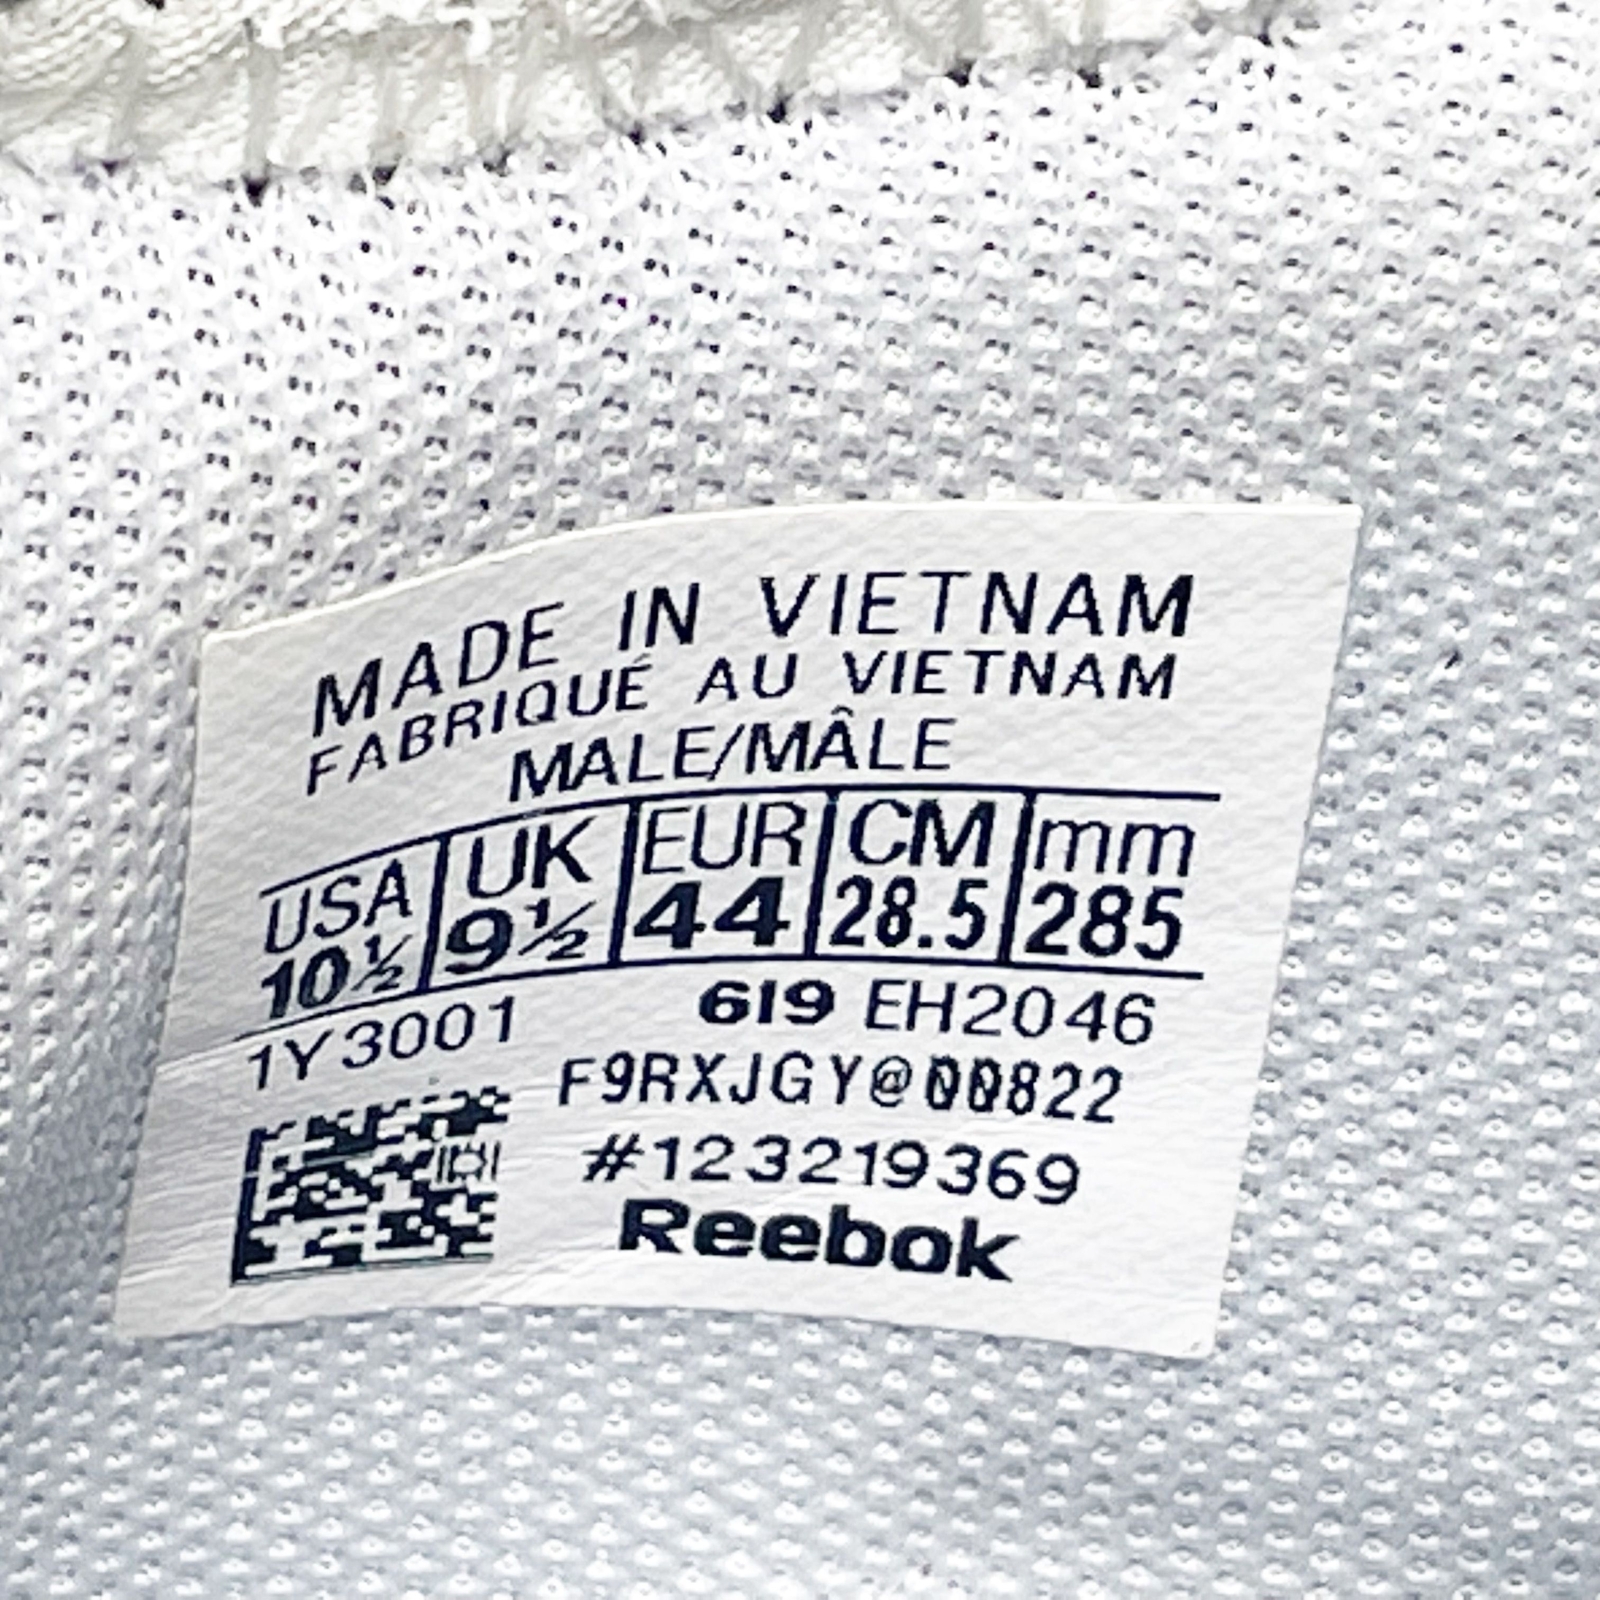 MADE IN VIETNAM
FABRIQUÉ AU VIETNAM
MALE/MÂLE
USA UK EUR CM mm
10½ 9½ 44 28.5 285
1Y3001 619 EH2046
F9RXJGY@00822
#123219369
Reebok